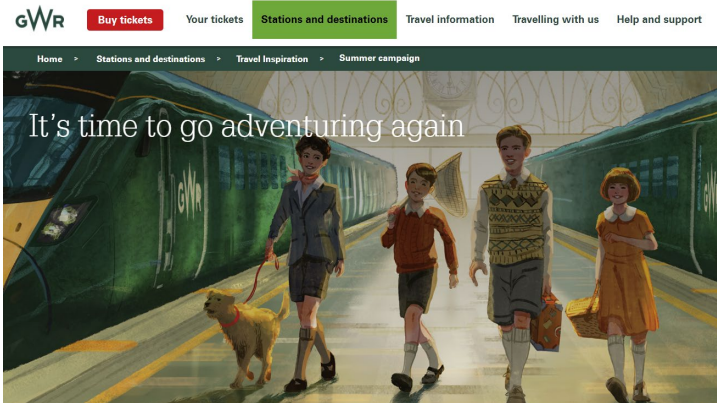 GWR
Buy tickets
Your tickets
Stations and destinations
Travel information
Travelling with us
Help and support
Home > Stations and destinations > Travel Inspiration > Summer campaign
It's time to go adventuring again
GWR
GWR